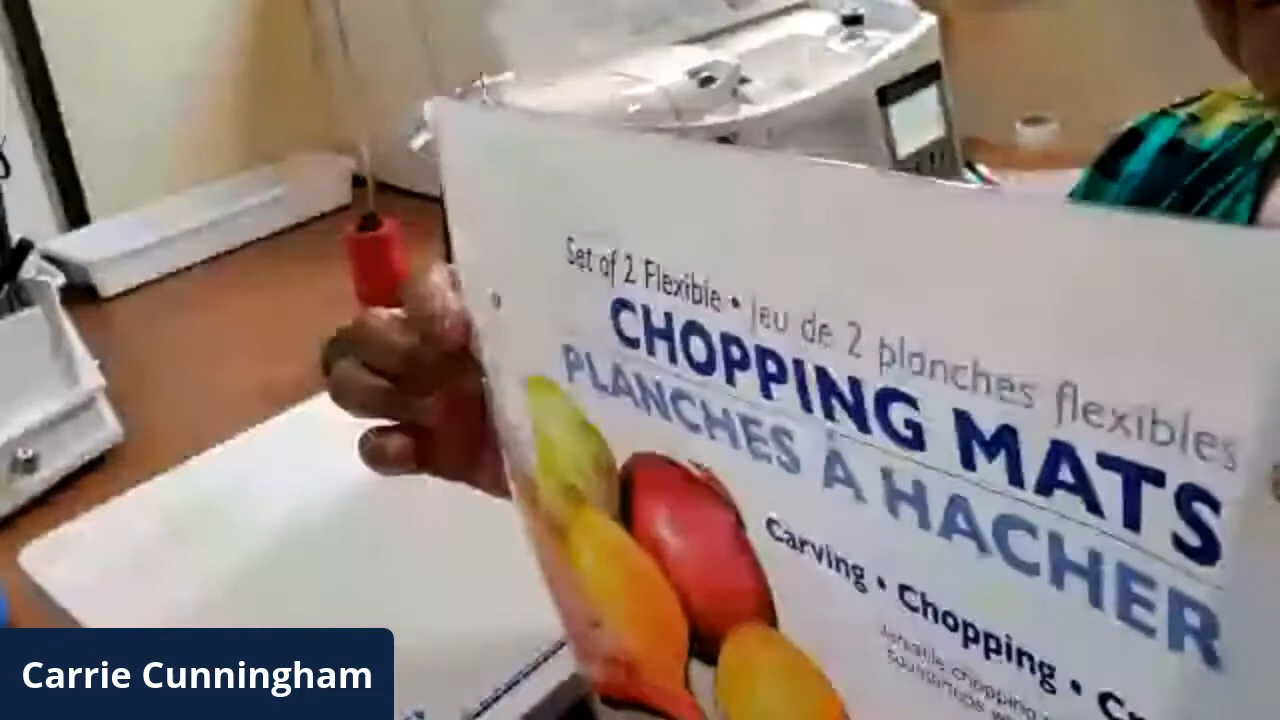 Set of 2 Flexible • jeu de 2 planches flexibles
CHOPPING MATS
PLANCHES À HACHER
Carving • Chopping •
Carrie Cunningham